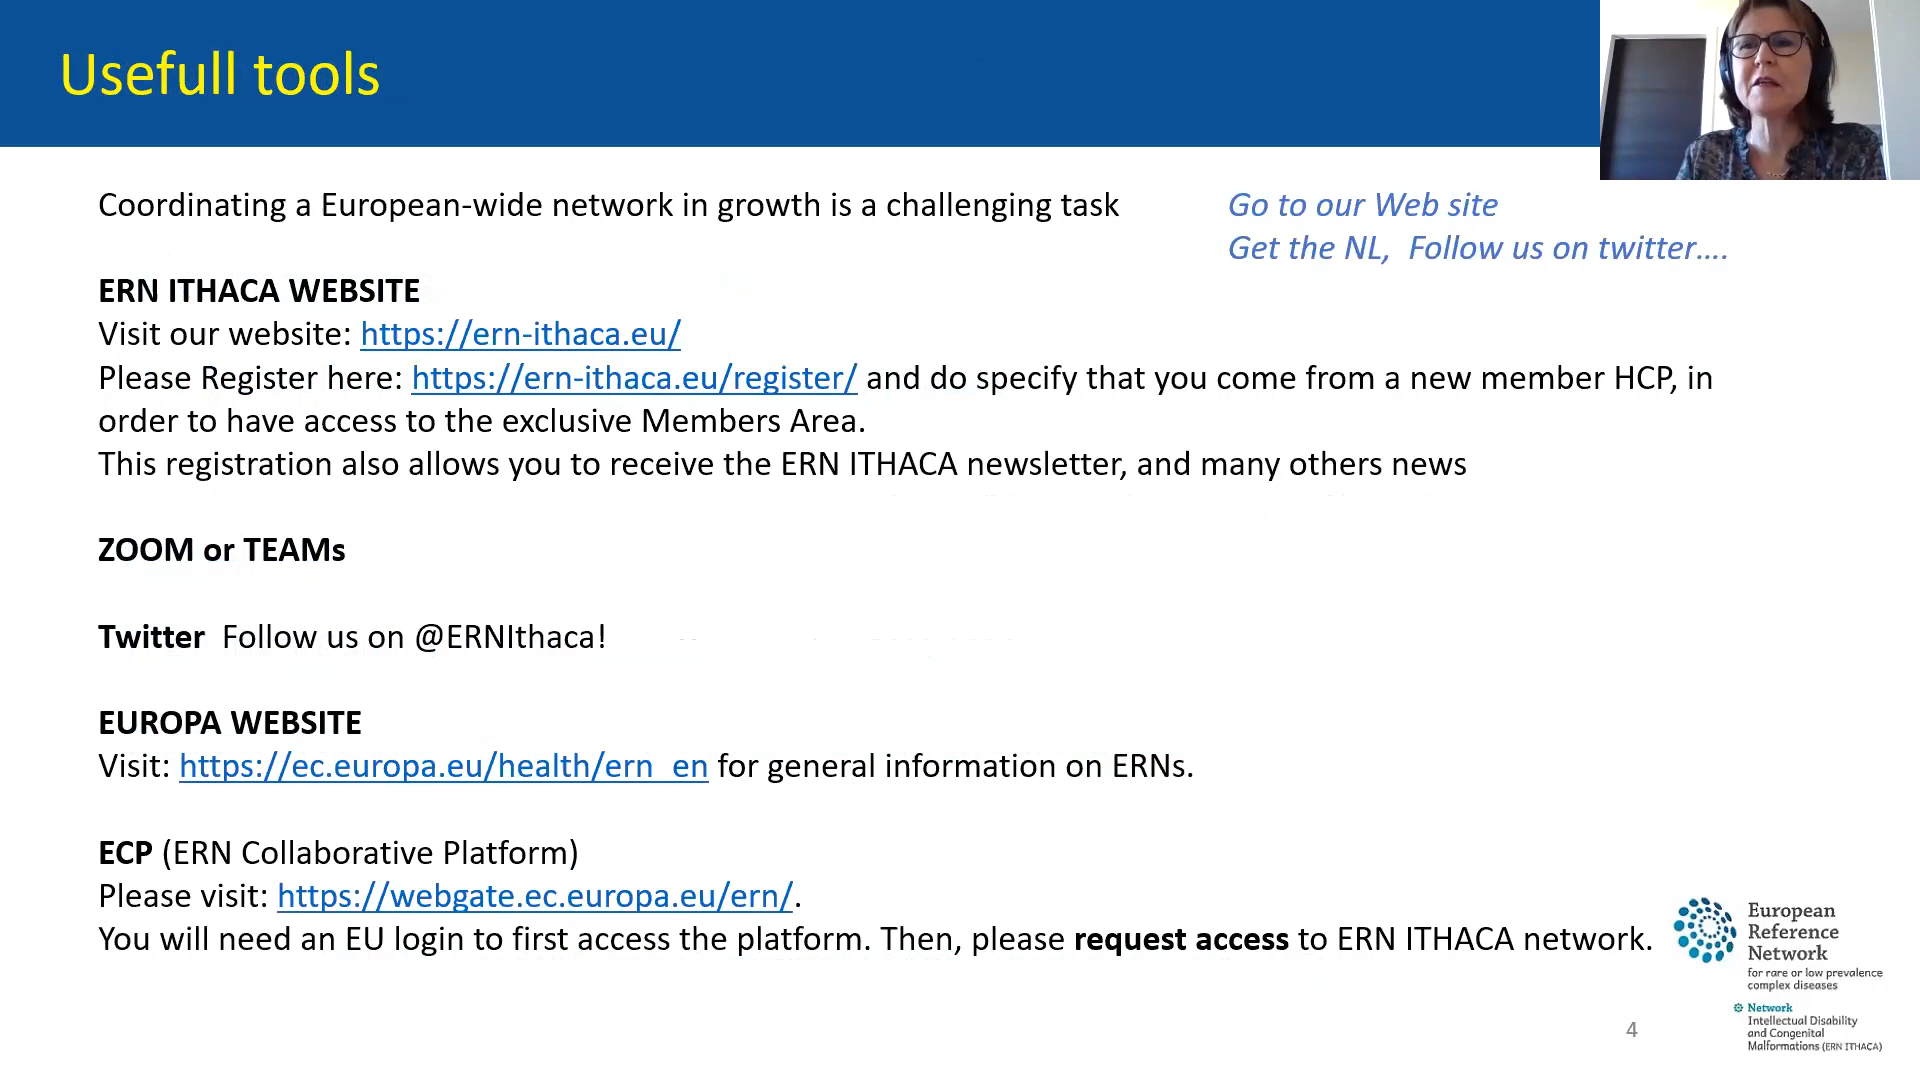 Usefull tools
Coordinating a European-wide network in growth is a challenging task
Go to our Web site
Get the NL,  Follow us on twitter….
ERN ITHACA WEBSITE
Visit our website: https://ern-ithaca.eu/
Please Register here: https://ern-ithaca.eu/register/ and do specify that you come from a new member HCP, in
order to have access to the exclusive Members Area.
This registration also allows you to receive the ERN ITHACA newsletter, and many others news
ZOOM or TEAMs
Twitter  Follow us on @ERNIthaca!
EUROPA WEBSITE
Visit: https://ec.europa.eu/health/ern_en for general information on ERNs.
ECP (ERN Collaborative Platform)
Please visit: https://webgate.ec.europa.eu/ern/.
You will need an EU login to first access the platform. Then, please request access to ERN ITHACA network.
European
Reference
Network
for rare or low prevalence
complex diseases
Network
Intellectual Disability
and Congenital
Malformations (ERN ITHACA)
4